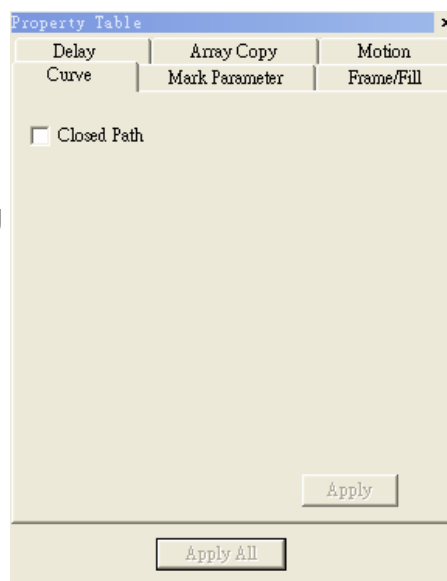 Property Table
Delay Array Copy Motion
Curve Mark Parameter Frame/Fill
Closed Path
Apply
Apply All